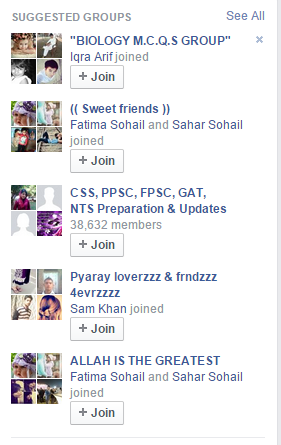 SUGGESTED GROUPS See All
"BIOLOGY M.C.Q.S GROUP"
Iqra Arif joined
+ Join
(( Sweet friends ))
Fatima Sohail and Sahar Sohail
joined
+ Join
CSS, PPSC, FPSC, GAT,
NTS Preparation & Updates
38,632 members
+ Join
Pyaray loverzzz & frndzzz
4evrzzzz
Sam Khan joined
+ Join
ALLAH IS THE GREATEST
Fatima Sohail and Sahar Sohail
joined
+ Join